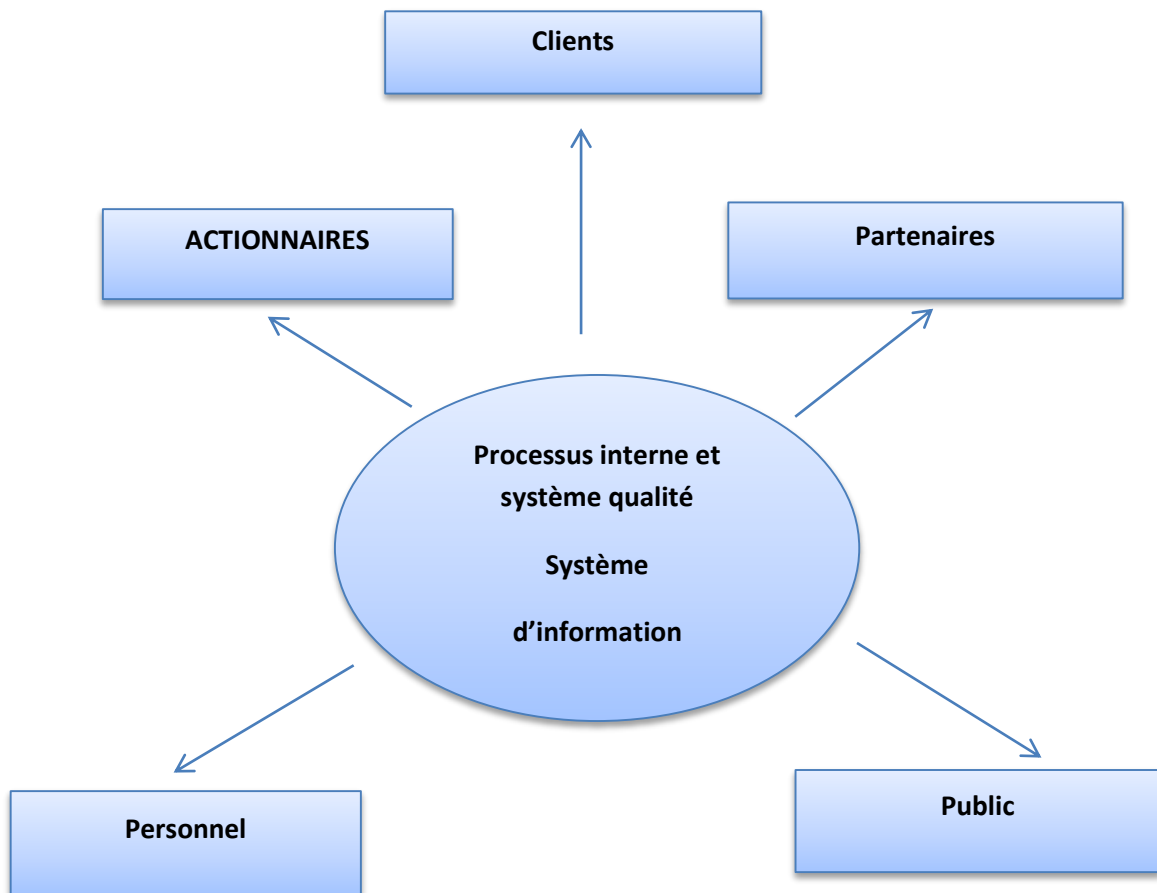 Clients
ACTIONNAIRES
Partenaires
Processus interne et
système qualité
Système
d’information
Personnel
Public